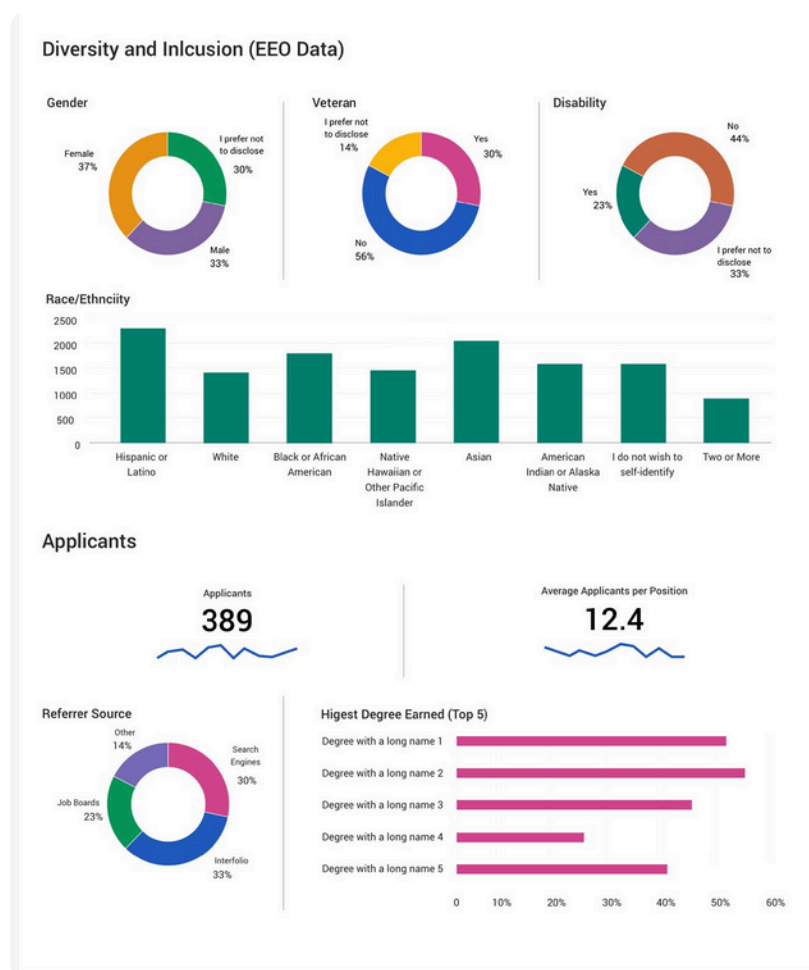 Diversity and Inlcusion (EEO Data)
Gender
Female
37%
I prefer not
to disclose
30%
Male
33%
Veteran
I prefer not
to disclose
14%
Yes
30%
No
56%
Disability
No
44%
Yes
23%
I prefer not to
disclose
33%
Race/Ethnciity
2500
2000
1500
1000
500
0
Hispanic or
Latino
White
Black or African
American
Native
Hawaiian or
Other Pacific
Islander
Asian
American
Indian or Alaska
Native
I do not wish to
self-identify
Two or More
Applicants
Applicants
389
Average Applicants per Position
12.4
Referrer Source
Other
14%
Search
Engines
30%
Job Boards
23%
Interfolio
33%
Higest Degree Earned (Top 5)
Degree with a long name 1
Degree with a long name 2
Degree with a long name 3
Degree with a long name 4
Degree with a long name 5
0 10% 20% 30% 40% 50% 60%